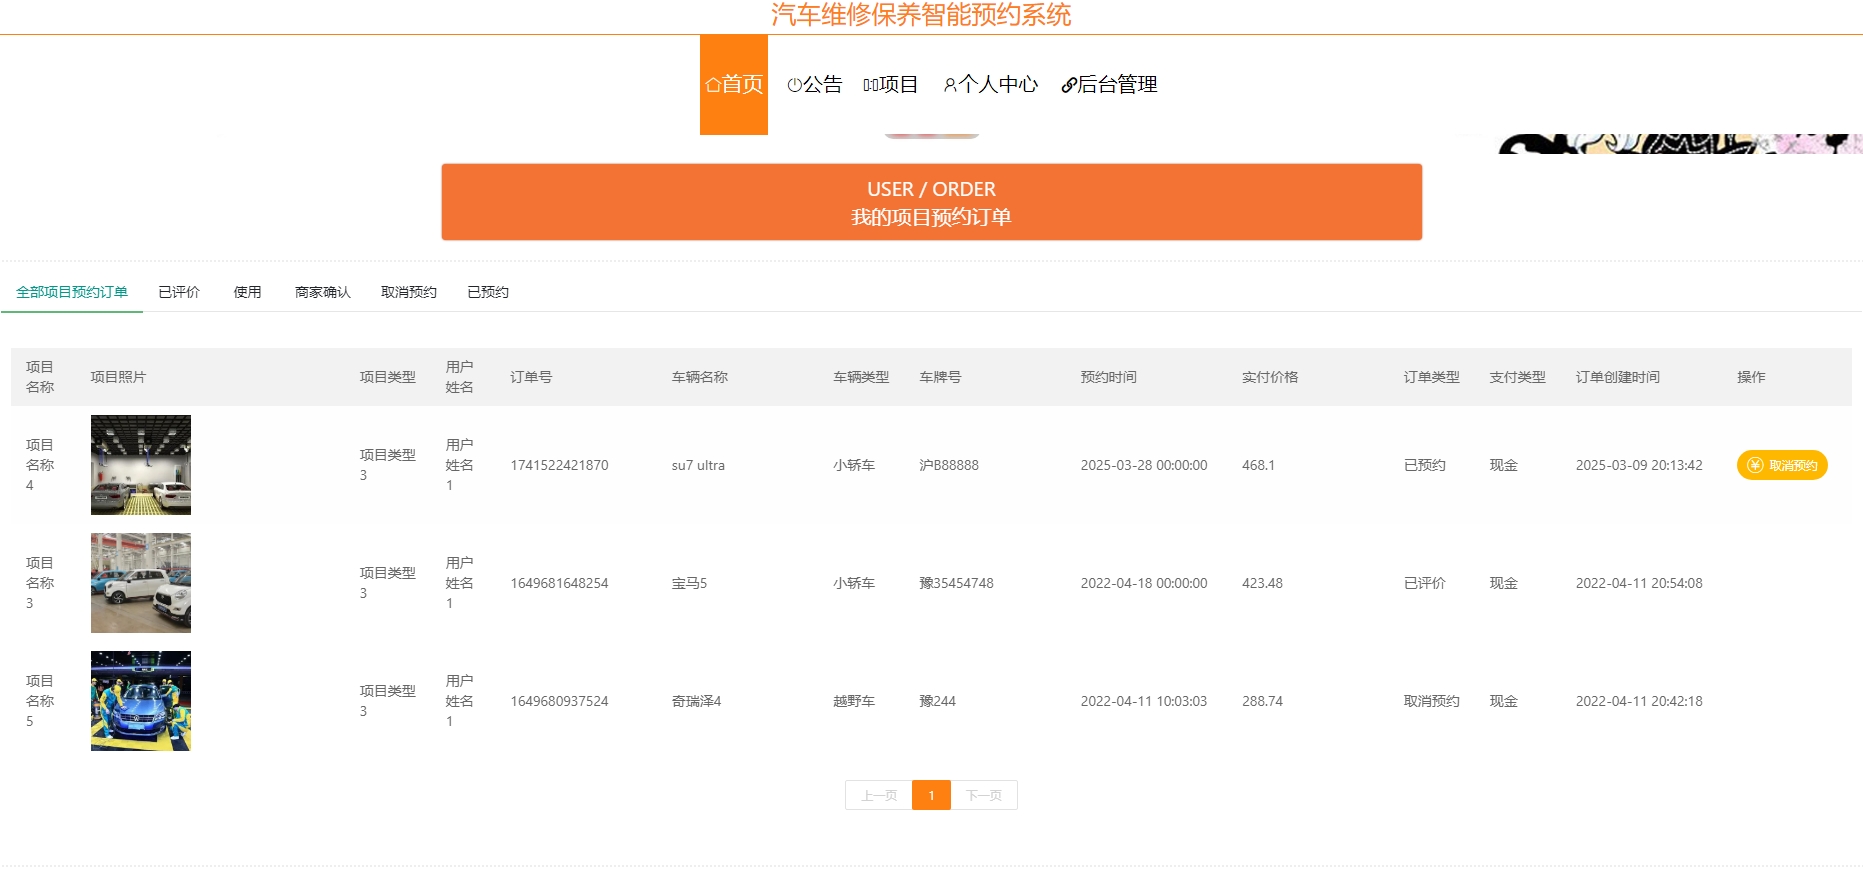 汽车维修保养智能预约系统
首页 公告 项目 个人中心 后台管理
USER / ORDER
我的项目预约订单
全部项目预约订单 已评价 使用 商家确认 取消预约 已预约
项目名称 项目照片 项目类型 用户姓名 订单号 车辆名称 车辆类型 车牌号 预约时间 实付价格 订单类型 支付类型 订单创建时间 操作
项目名称4 项目类型3 用户姓名1 1741522421870 su7 ultra 小轿车 沪B88888 2025-03-28 00:00:00 468.1 已预约 现金 2025-03-09 20:13:42 取消预约
项目名称3 项目类型3 用户姓名1 1649681648254 宝马5 小轿车 豫35454748 2022-04-18 00:00:00 423.48 已评价 现金 2022-04-11 20:54:08
项目名称5 项目类型3 用户姓名1 1649680937524 奇瑞泽4 越野车 豫244 2022-04-11 10:03:03 288.74 取消预约 现金 2022-04-11 20:42:18
上一页 1 下一页